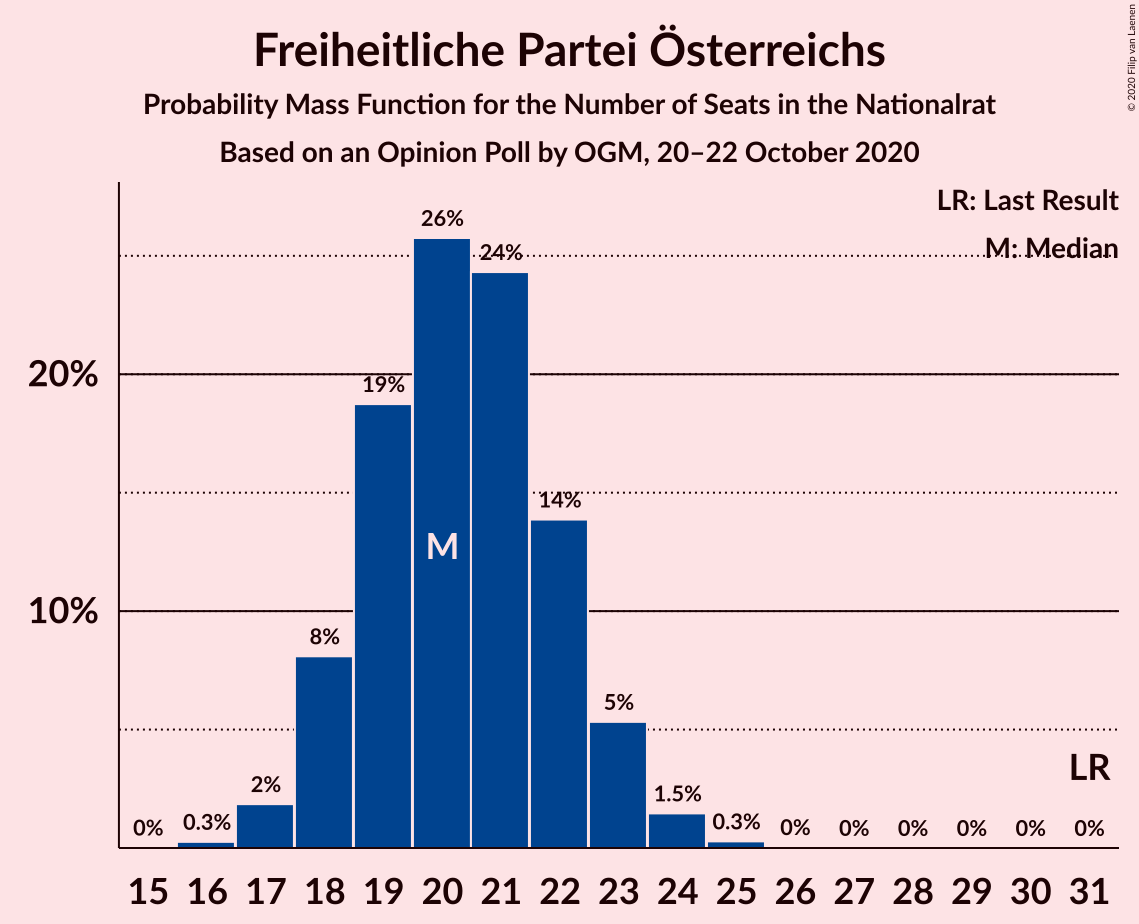 Freiheitliche Partei Österreichs
Probability Mass Function for the Number of Seats in the Nationalrat
Based on an Opinion Poll by OGM, 20–22 October 2020
© 2020 Filip van Laenen
LR: Last Result
M: Median
20%
10%
0%
0.3%
2%
8%
19%
26%
24%
14%
5%
1.5%
0.3%
0%
0%
0%
0%
0%
0%
M
LR
15 16 17 18 19 20 21 22 23 24 25 26 27 28 29 30 31